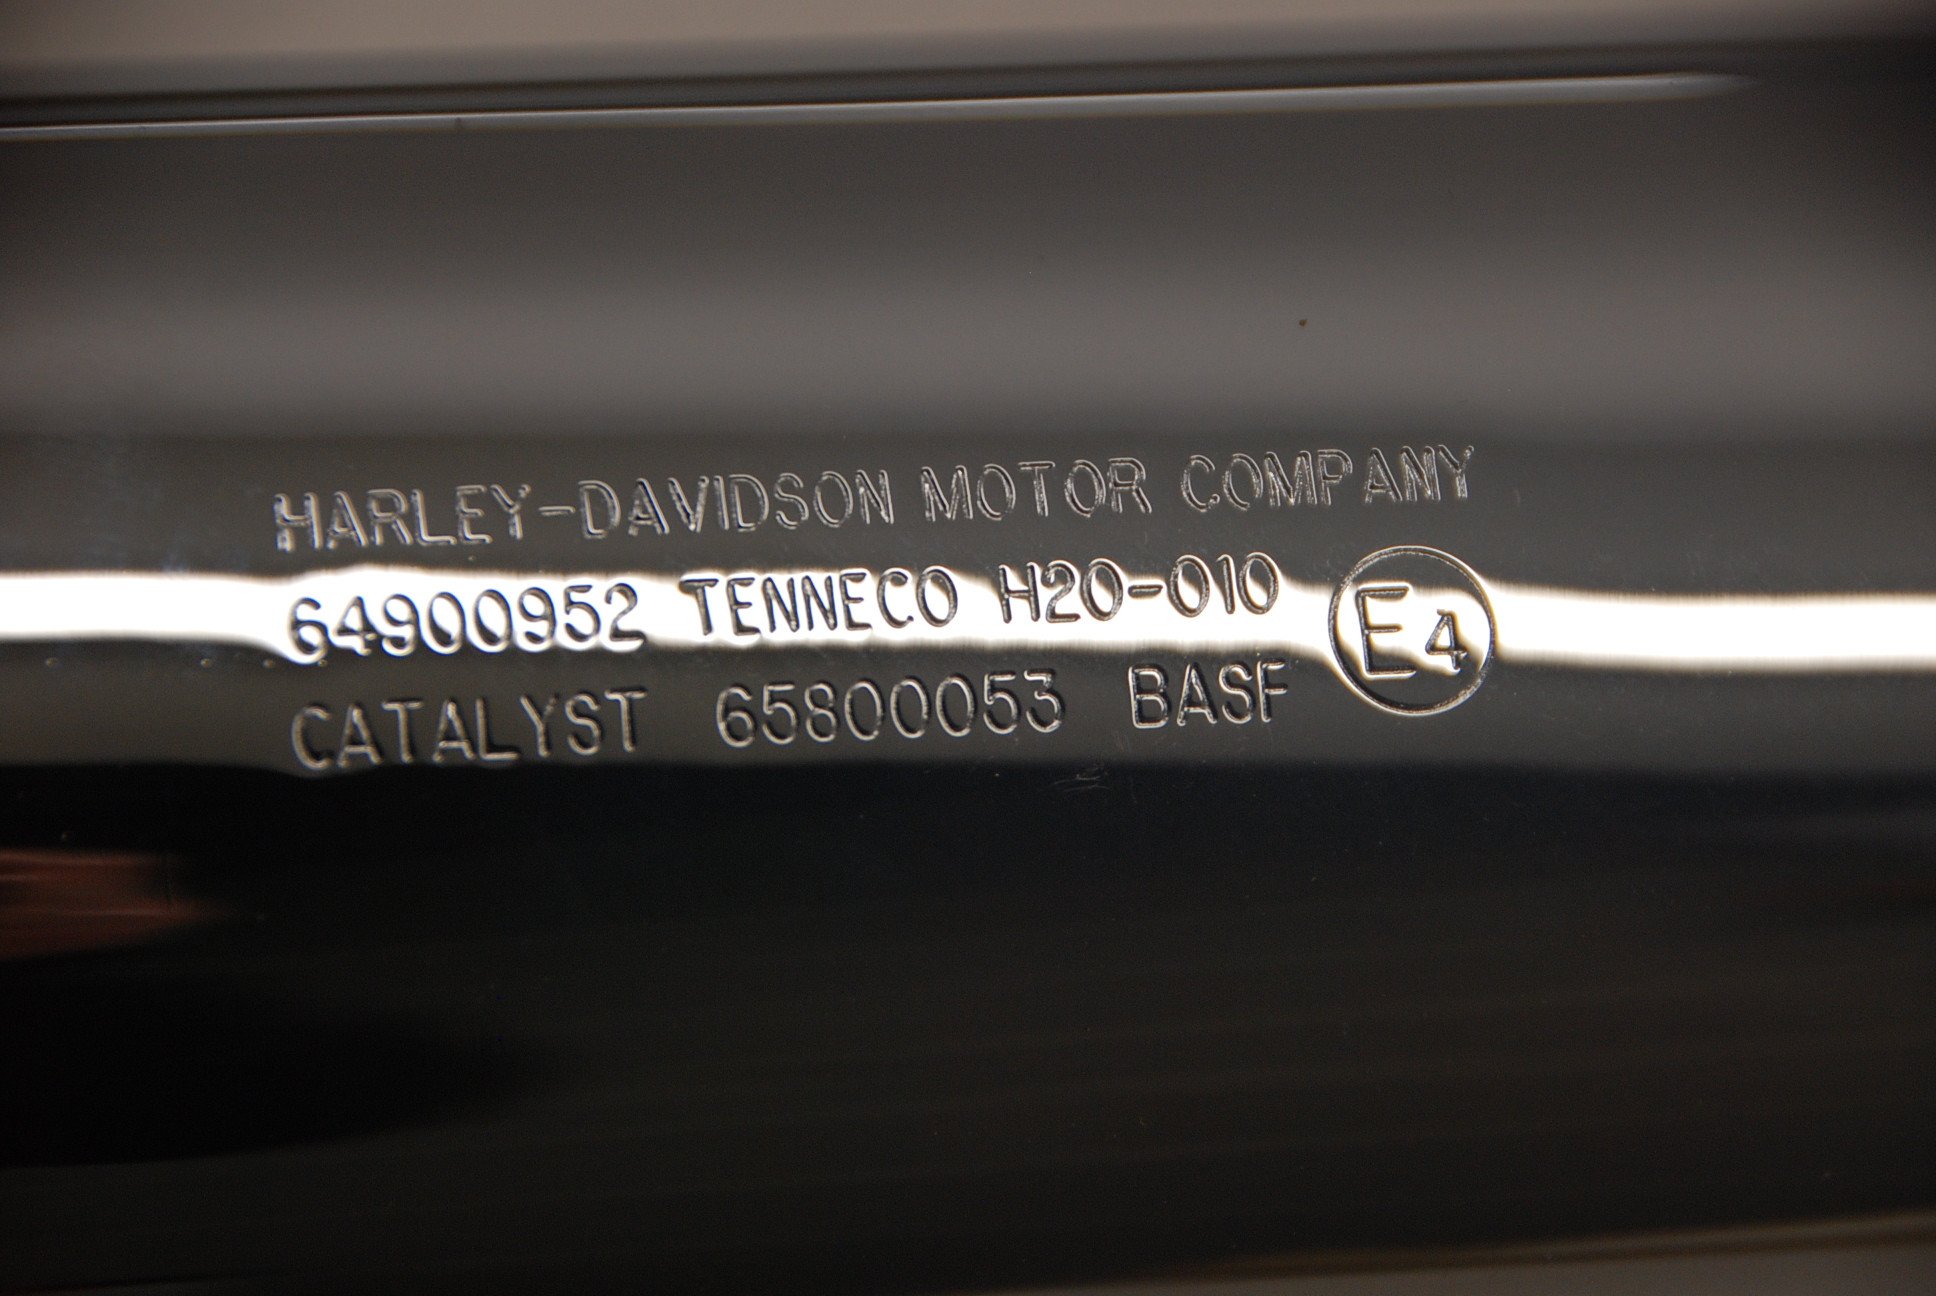 HARLEY-DAVIDSON MOTOR COMPANY
64900952 TENNECO H20-010 E4
CATALYST 65800053 BASF